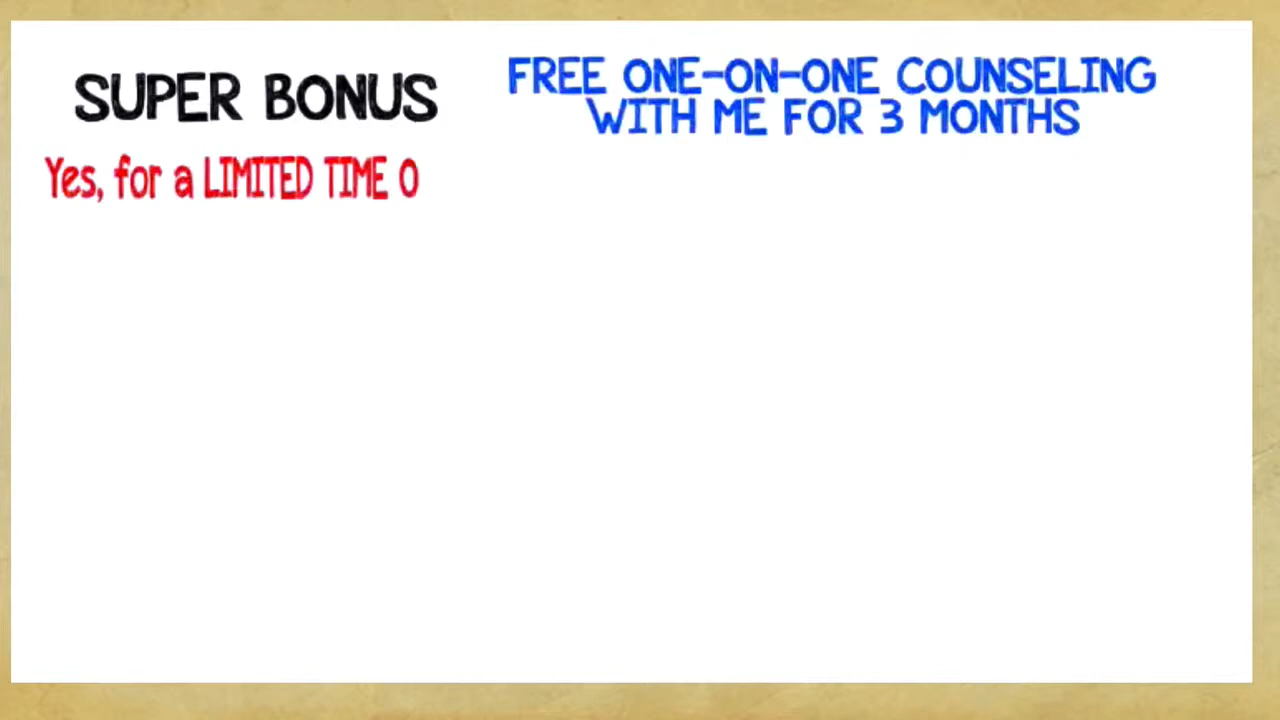 SUPER BONUS
Yes, for a LIMITED TIME O
FREE ONE-ON-ONE COUNSELING
WITH ME FOR 3 MONTHS